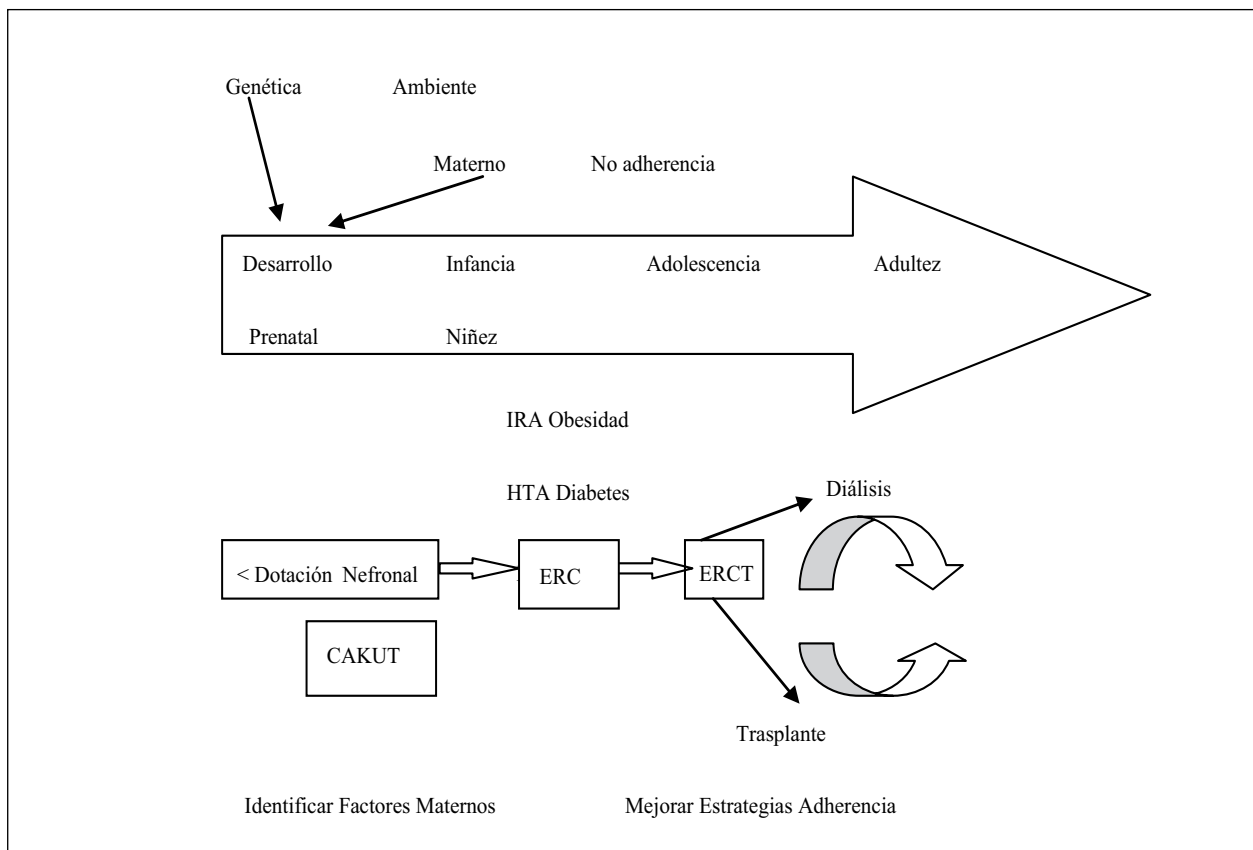 Genética Ambiente
Materno No adherencia
Desarrollo Infancia Adolescencia Adultez
Prenatal Niñez
IRA Obesidad
HTA Diabetes Diálisis
< Dotación Nefronal ERC ERCT
CAKUT
Trasplante
Identificar Factores Maternos Mejorar Estrategias Adherencia